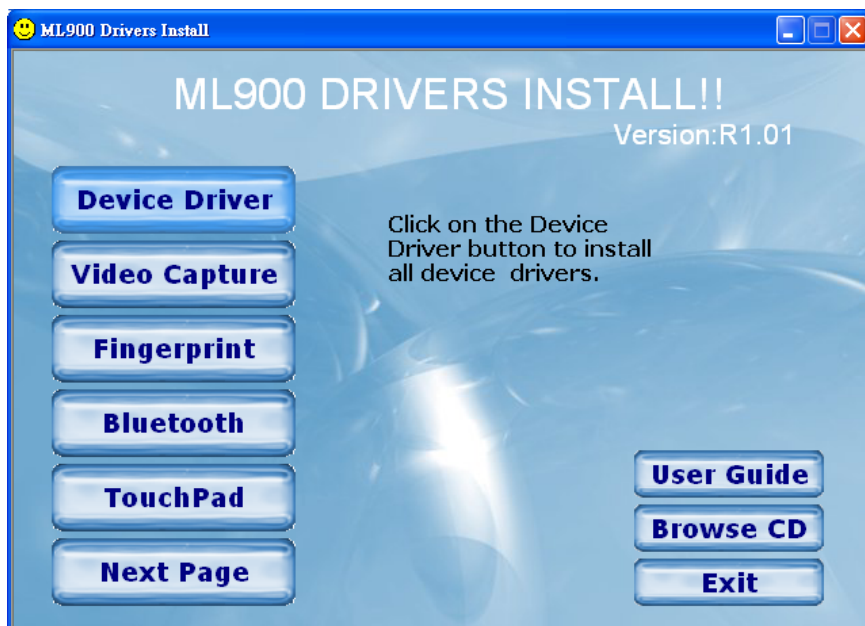 ML900 Drivers Install
ML900 DRIVERS INSTALL!!
Version:R1.01
Device Driver
Video Capture
Fingerprint
Bluetooth
TouchPad
Next Page
Click on the Device
Driver button to install
all device drivers.
User Guide
Browse CD
Exit